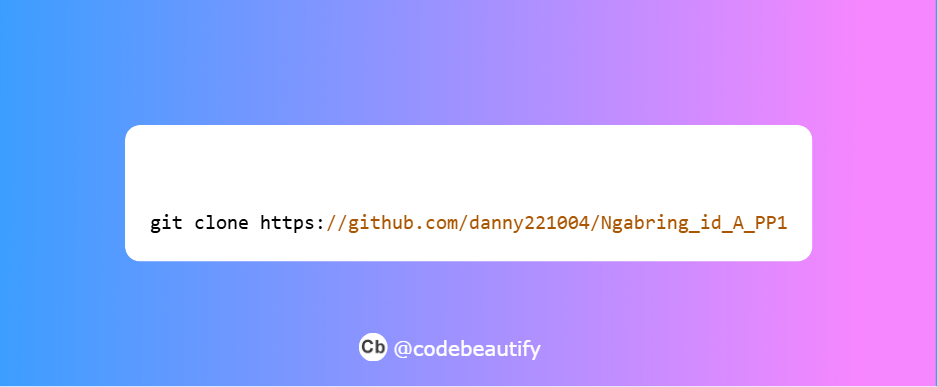 git clone https://github.com/danny221004/Ngabring_id_A_PP1
Cb @codebeautify